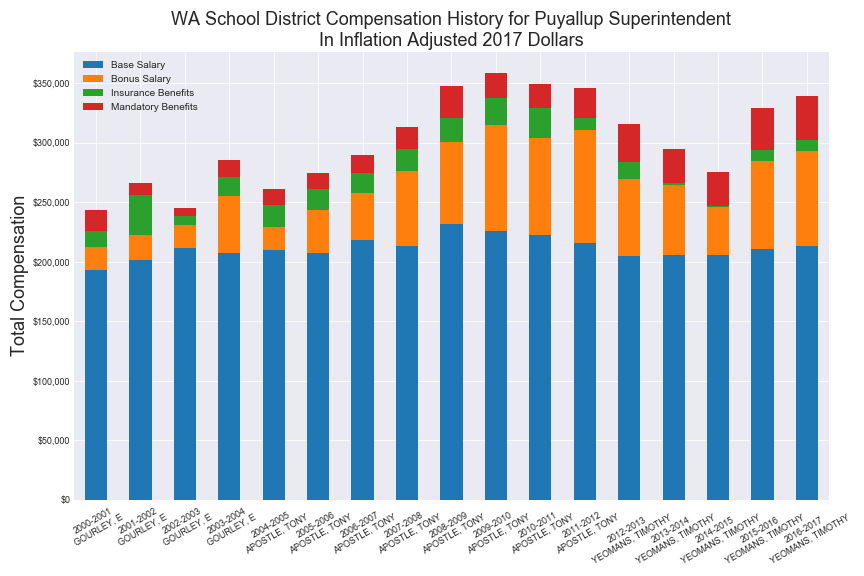 WA School District Compensation History for Puyallup Superintendent
In Inflation Adjusted 2017 Dollars
Base Salary
Bonus Salary
Insurance Benefits
Mandatory Benefits
Total Compensation
$350,000
$300,000
$250,000
$200,000
$150,000
$100,000
$50,000
$0
2000-2001
GOURLEY, E
2001-2002
GOURLEY, E
2002-2003
GOURLEY, E
2003-2004
GOURLEY, E
2004-2005
APOSTLE, TONY
2005-2006
APOSTLE, TONY
2006-2007
APOSTLE, TONY
2007-2008
APOSTLE, TONY
2008-2009
APOSTLE, TONY
2009-2010
APOSTLE, TONY
2010-2011
APOSTLE, TONY
2011-2012
APOSTLE, TONY
2012-2013
YEOMANS, TIMOTHY
2013-2014
YEOMANS, TIMOTHY
2014-2015
YEOMANS, TIMOTHY
2015-2016
YEOMANS, TIMOTHY
2016-2017
YEOMANS, TIMOTHY